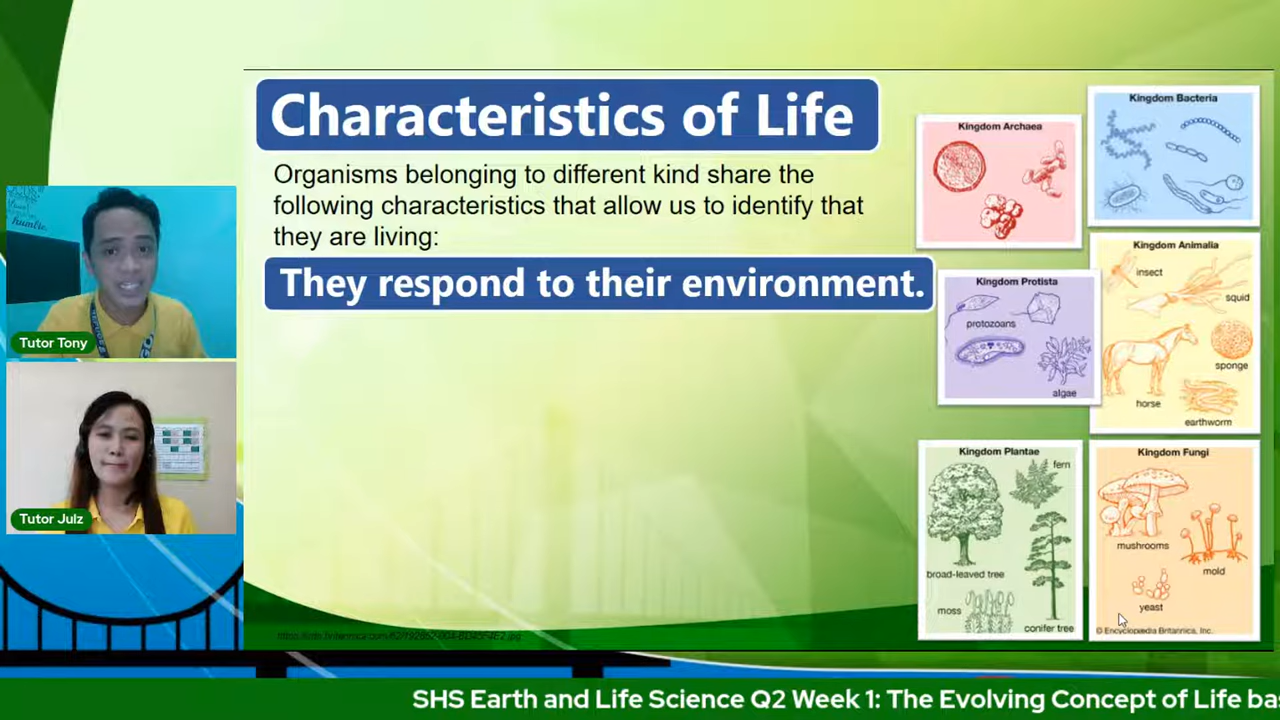 Characteristics of Life
Organisms belonging to different kind share the
following characteristics that allow us to identify that
they are living:
They respond to their environment.
Kingdom Archaea
Kingdom Bacteria
Kingdom Protista
protozoans
algae
Kingdom Animalia
insect
squid
sponge
horse
earthworm
Kingdom Plantae
fern
broad-leaved tree
moss
conifer tree
Kingdom Fungi
mushrooms
mold
yeast
© Encyclopædia Britannica, Inc.
humble.
Tutor Tony
Tutor Julz
SHS Earth and Life Science Q2 Week 1: The Evolving Concept of Life ba